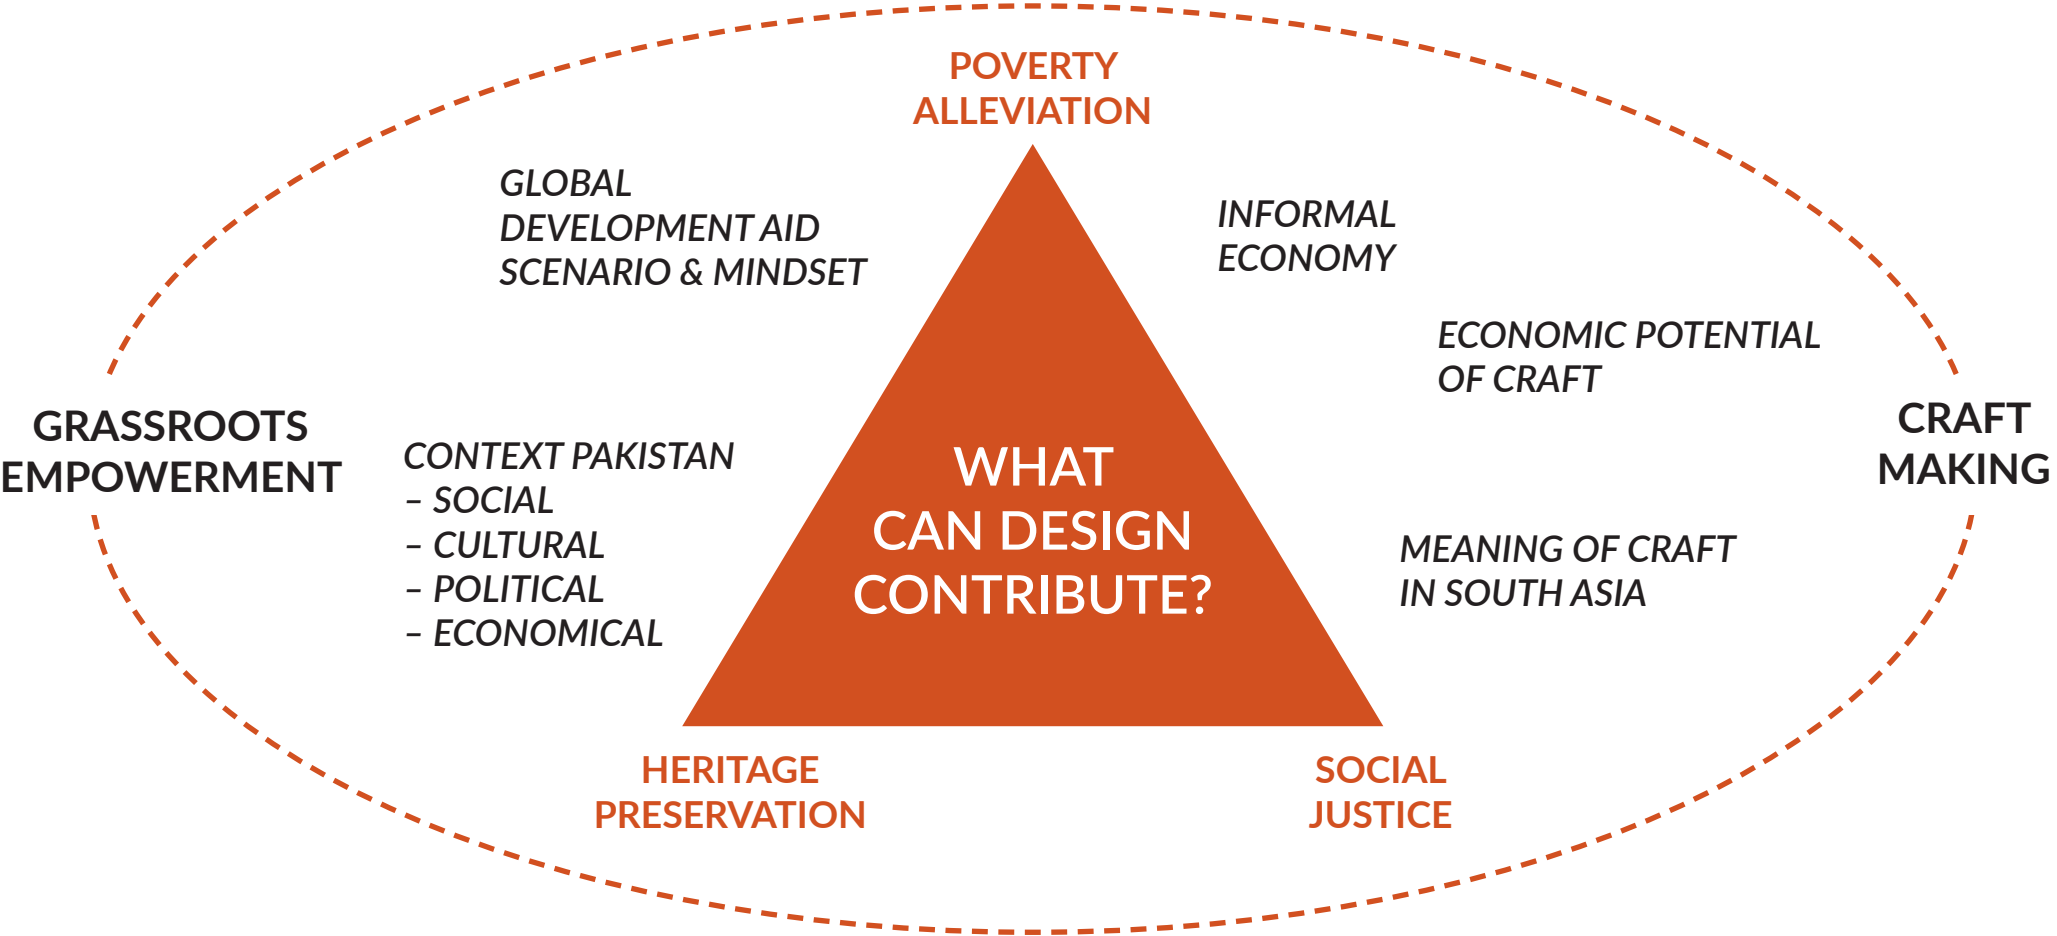 POVERTY
ALLEVIATION
GLOBAL
DEVELOPMENT AID
SCENARIO & MINDSET
INFORMAL
ECONOMY
ECONOMIC POTENTIAL
OF CRAFT
GRASSROOTS
EMPOWERMENT
CRAFT
MAKING
CONTEXT PAKISTAN
– SOCIAL
– CULTURAL
– POLITICAL
– ECONOMICAL
WHAT
CAN DESIGN
CONTRIBUTE?
MEANING OF CRAFT
IN SOUTH ASIA
HERITAGE
PRESERVATION
SOCIAL
JUSTICE